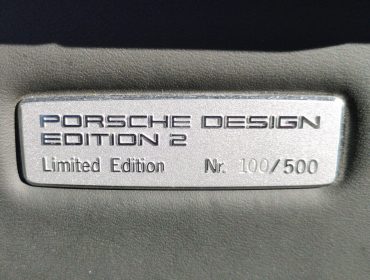 PORSCHE DESIGN
EDITION 2
Limited Edition Nr. 100/500